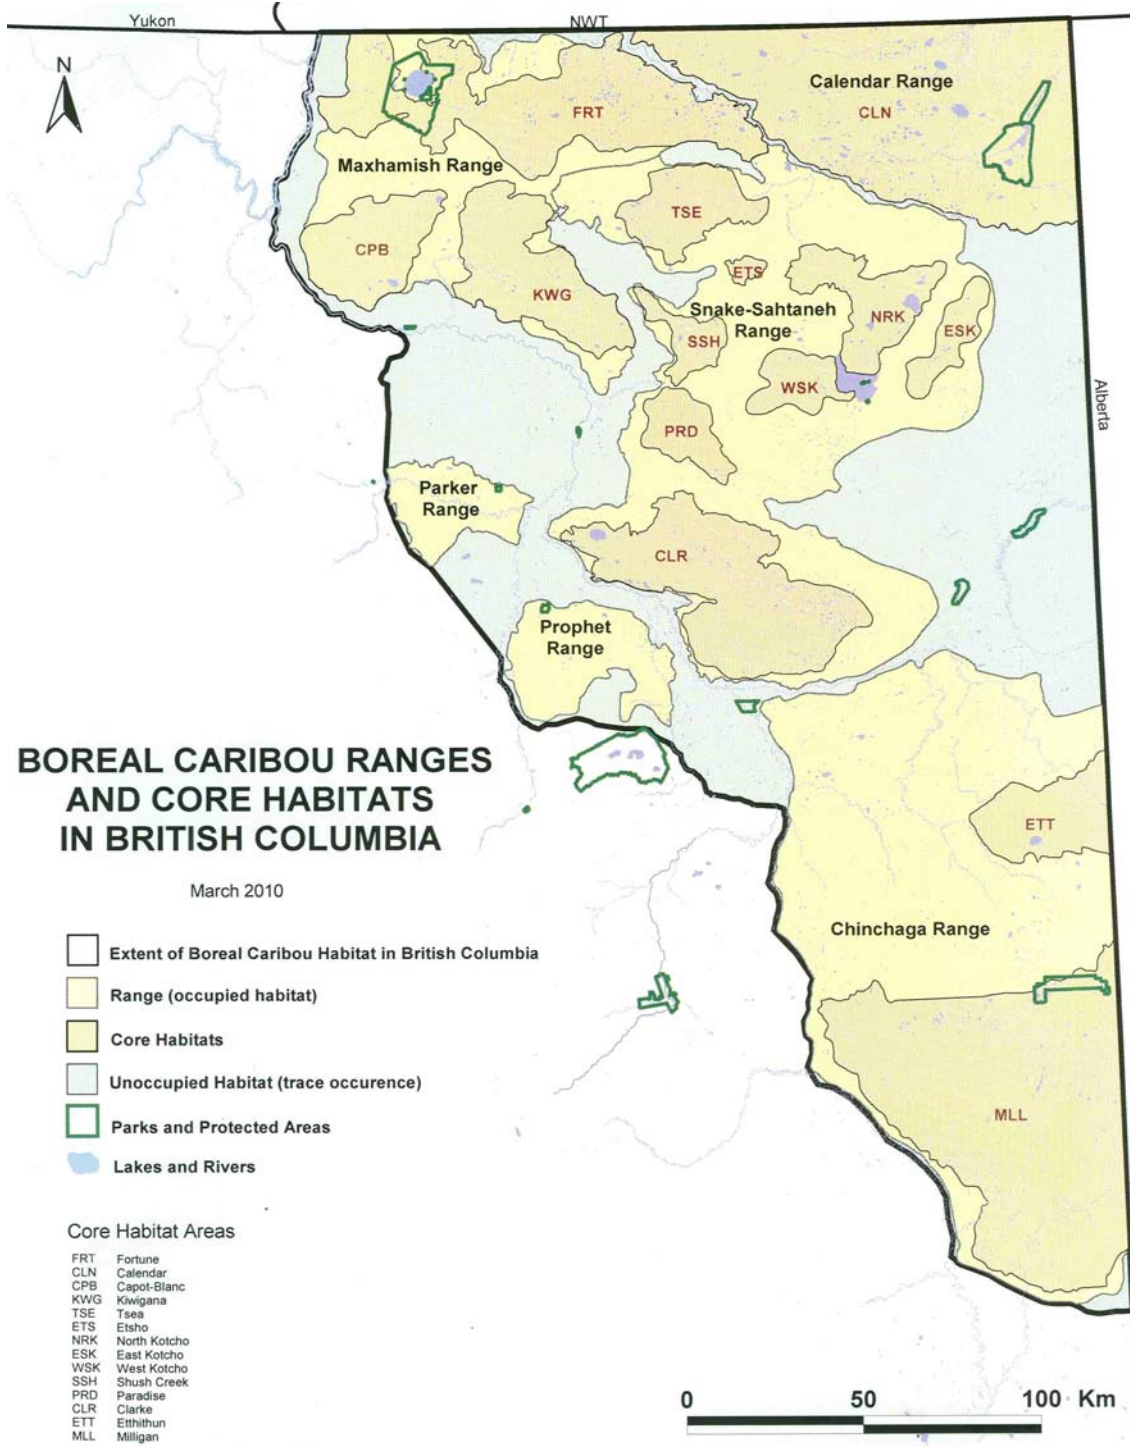 Yukon
NWT
N
Calendar Range
CLN
FRT
Maxhamish Range
TSE
CPB
ETS
KWG
Snake-Sahtaneh
Range
NRK
ESK
SSH
WSK
Alberta
PRD
Parker
Range
CLR
Prophet
Range
BOREAL CARIBOU RANGES
AND CORE HABITATS
IN BRITISH COLUMBIA
March 2010
ETT
Chinchaga Range
MLL
Extent of Boreal Caribou Habitat in British Columbia
Range (occupied habitat)
Core Habitats
Unoccupied Habitat (trace occurence)
Parks and Protected Areas
Lakes and Rivers
Core Habitat Areas
FRT Fortune
CLN Calendar
CPB Capot-Blanc
KWG Kiwigana
TSE Tsea
ETS Etsho
NRK North Kotcho
ESK East Kotcho
WSK West Kotcho
SSH Shush Creek
PRD Paradise
CLR Clarke
ETT Etthithun
MLL Milligan
0 50 100 Km